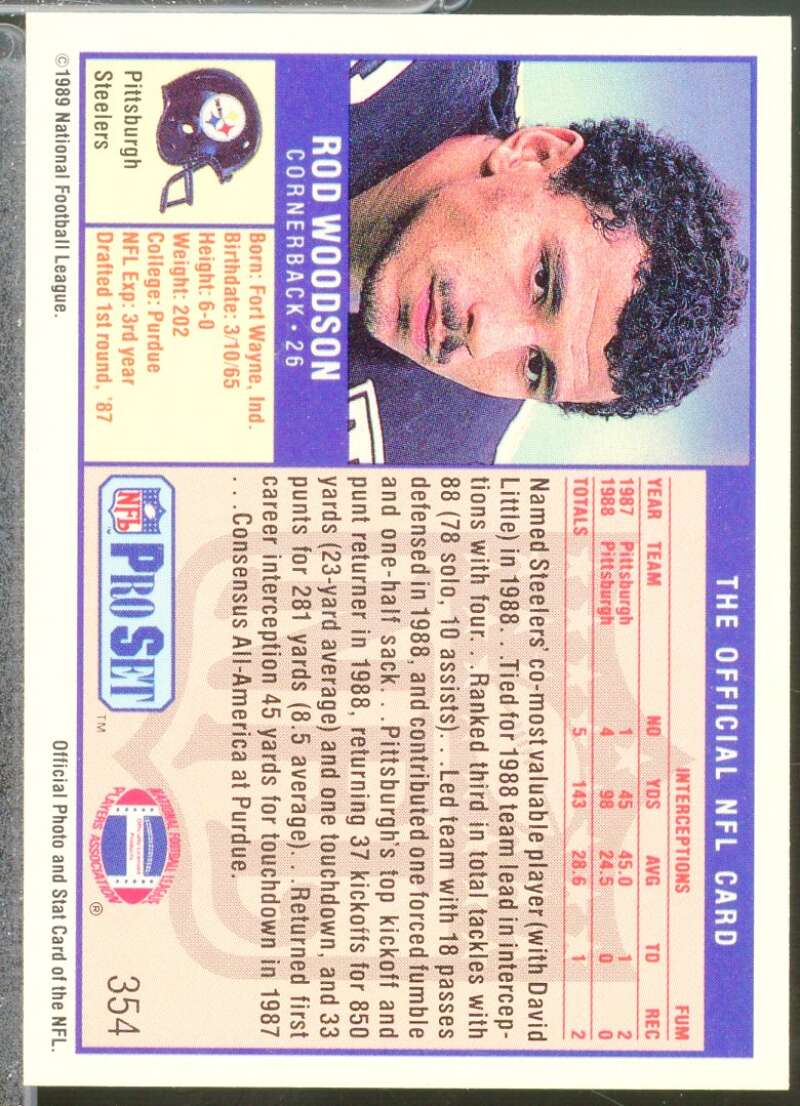 THE OFFICIAL NFL CARD
ROD WOODSON
CORNERBACK • 26
Pittsburgh
Steelers
Born: Fort Wayne, Ind.
Birthdate: 3/10/65
Height: 6-0
Weight: 202
College: Purdue
NFL Exp: 3rd year
Drafted 1st round, '87
INTERCEPTIONS FUM
YEAR TEAM NO YDS AVG TD REC
1987 Pittsburgh 1 45 45.0 1 2
1988 Pittsburgh 4 98 24.5 0 0
TOTALS 5 143 28.6 1 2
Named Steelers' co-most valuable player (with David
Little) in 1988. . .Tied for 1988 team lead in intercep-
tions with four. . .Ranked third in total tackles with
88 (78 solo, 10 assists). . .Led team with 18 passes
defensed in 1988, and contributed one forced fumble
and one-half sack. . .Pittsburgh's top kickoff and
punt returner in 1988, returning 37 kickoffs for 850
yards (23-yard average) and one touchdown, and 33
punts for 281 yards (8.5 average). . .Returned first
career interception 45 yards for touchdown in 1987
. . .Consensus All-America at Purdue.
NFL PRO SET TM
NATIONAL FOOTBALL LEAGUE
PLAYERS ASSOCIATION
®
354
©1989 National Football League.
Official Photo and Stat Card of the NFL.